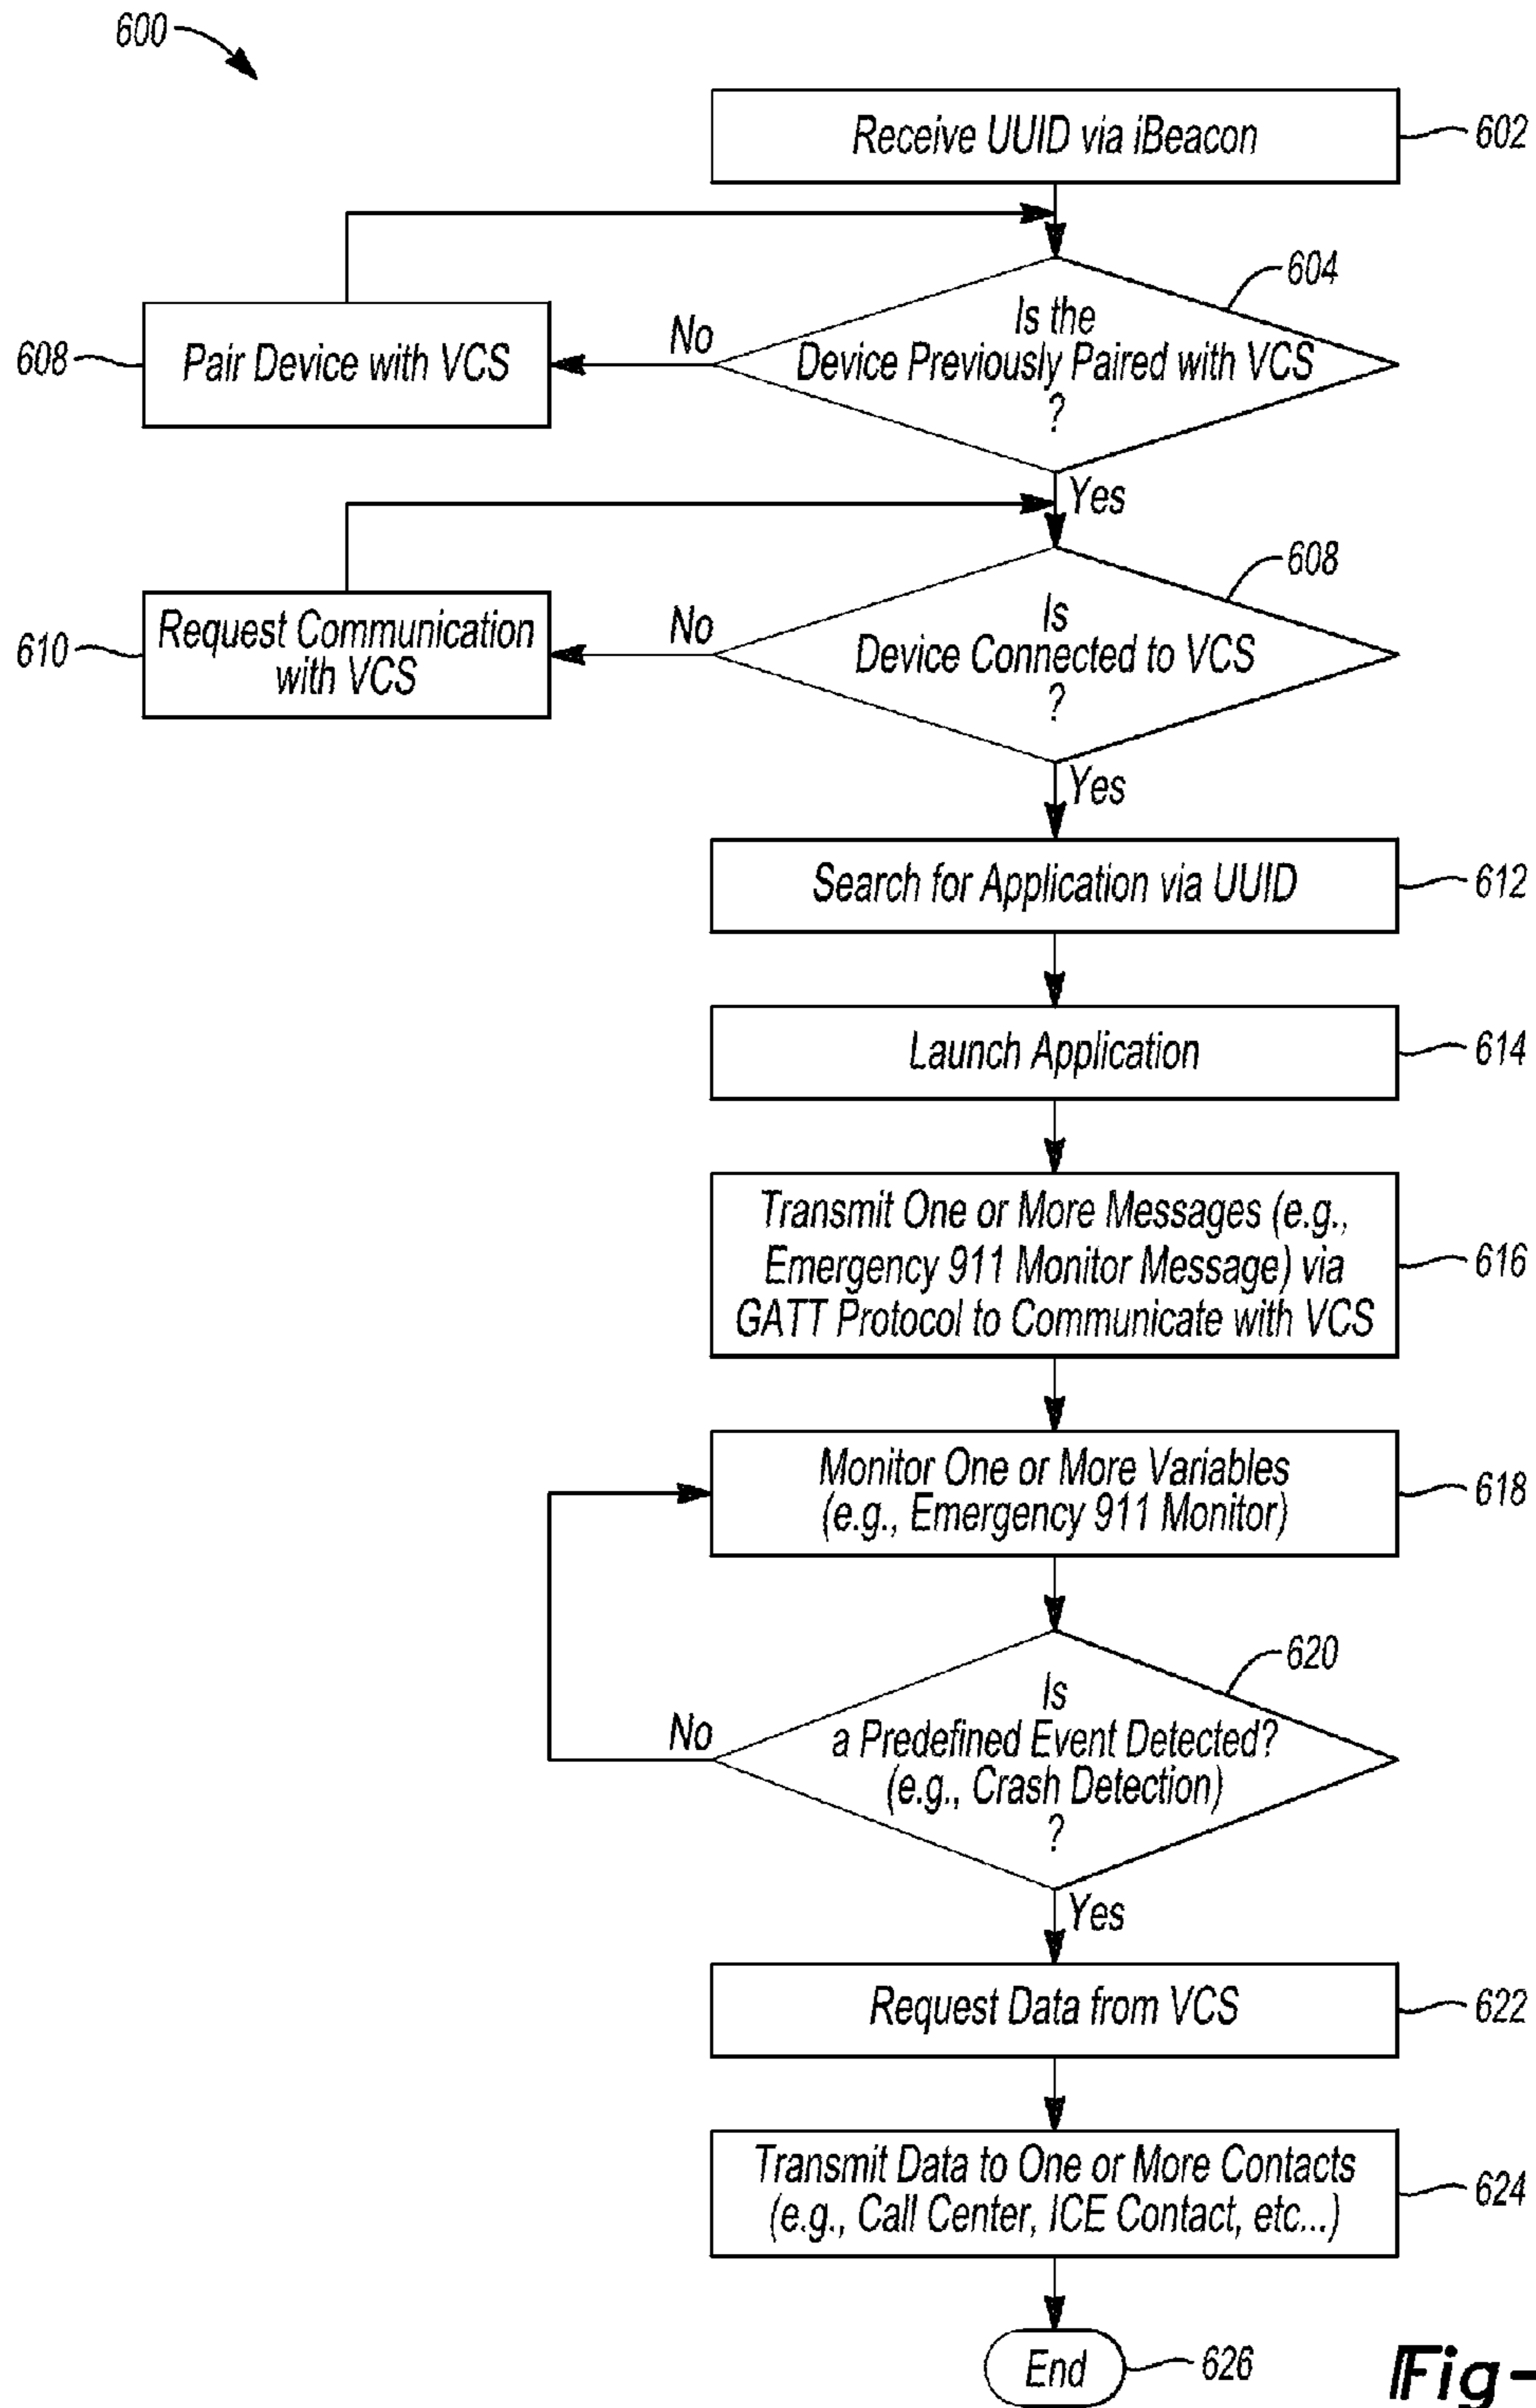 600
Receive UUID via iBeacon
602
604
Is the
Device Previously Paired with VCS
?
No
Pair Device with VCS
608
Yes
608
Is
Device Connected to VCS
?
No
Request Communication
with VCS
610
Yes
Search for Application via UUID
612
Launch Application
614
Transmit One or More Messages (e.g.,
Emergency 911 Monitor Message) via
GATT Protocol to Communicate with VCS
616
Monitor One or More Variables
(e.g., Emergency 911 Monitor)
618
620
Is
a Predefined Event Detected?
(e.g., Crash Detection)
?
No
Yes
Request Data from VCS
622
Transmit Data to One or More Contacts
(e.g., Call Center, ICE Contact, etc...)
624
End
626
Fig-